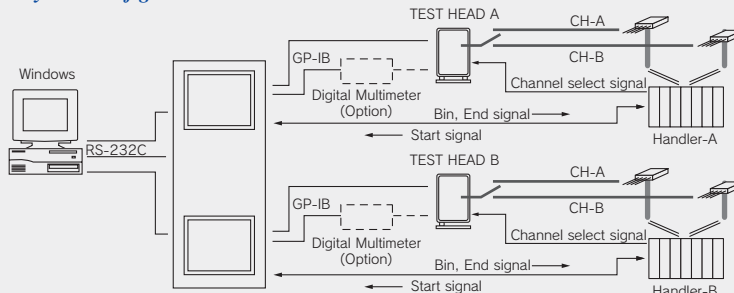 TEST HEAD A
CH-A
GP-IB
CH-B
Windows
Digital Multimeter
(Option)
Channel select signal
Bin, End signal
Start signal
Handler-A
RS-232C
TEST HEAD B
CH-A
GP-IB
CH-B
Digital Multimeter
(Option)
Channel select signal
Bin, End signal
Start signal
Handler-B